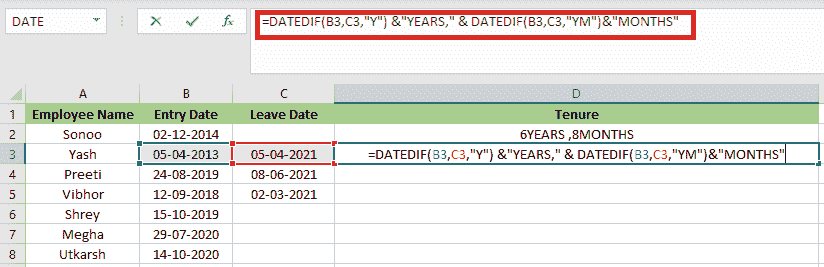 DATE =DATEDIF(B3,C3,"Y") &"YEARS," & DATEDIF(B3,C3,"YM")&"MONTHS"
A B C D
1 Employee Name Entry Date Leave Date Tenure
2 Sonoo 02-12-2014 6YEARS ,8MONTHS
3 Yash 05-04-2013 05-04-2021 =DATEDIF(B3,C3,"Y") &"YEARS," & DATEDIF(B3,C3,"YM")&"MONTHS"
4 Preeti 24-08-2019 08-06-2021
5 Vibhor 12-09-2018 02-03-2021
6 Shrey 15-10-2019
7 Megha 29-07-2020
8 Utkarsh 14-10-2020